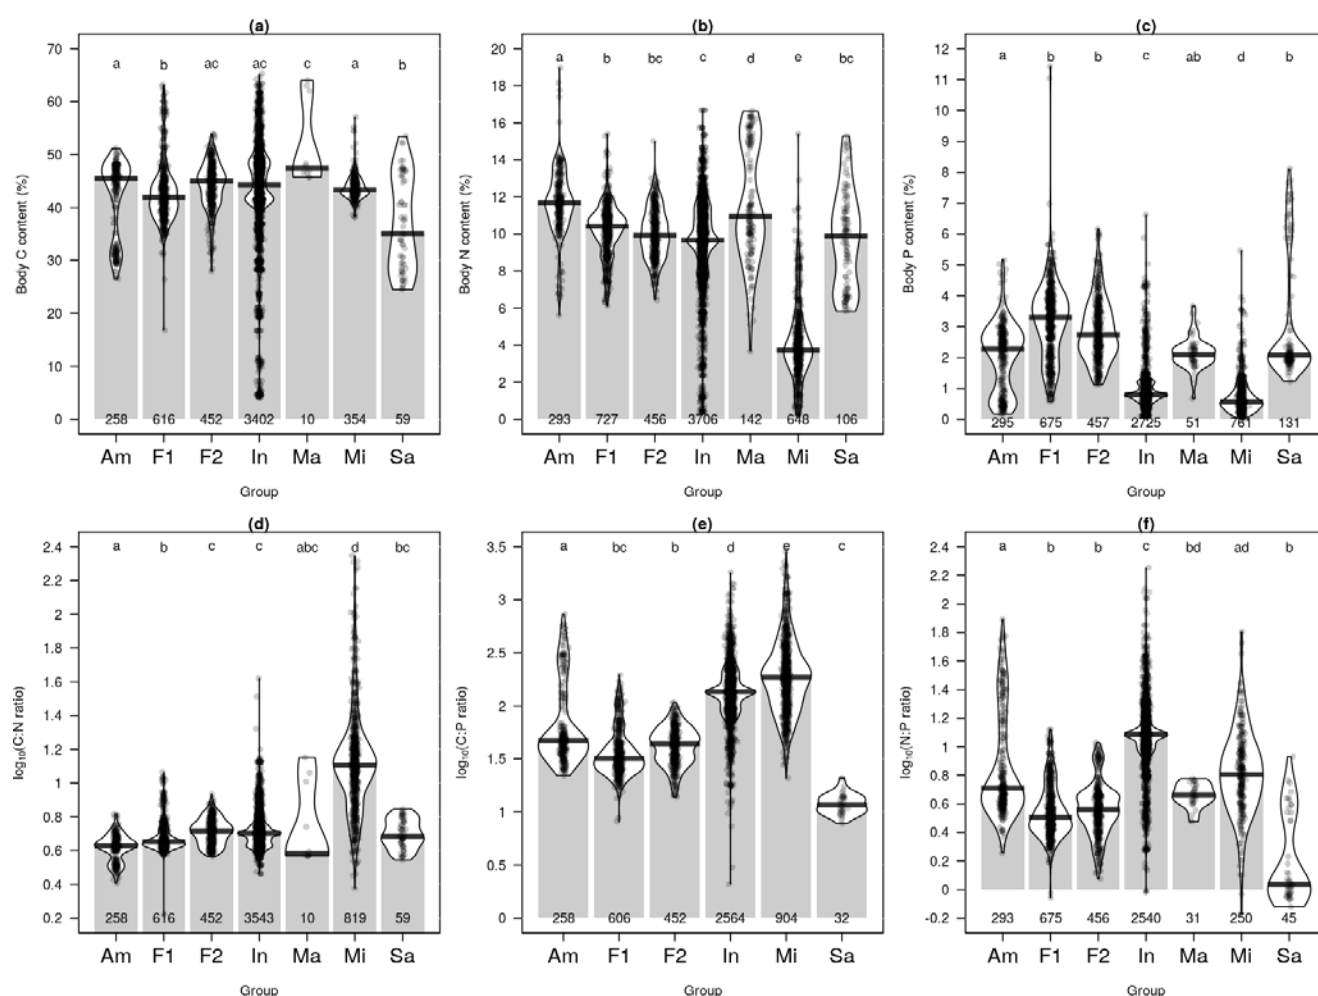 (a)
70
60
50
40
30
20
10
0
Body C content (%)
a b ac ac c a b
258 616 452 3402 10 354 59
Am F1 F2 In Ma Mi Sa
Group
(b)
20
18
16
14
12
10
8
6
4
2
0
Body N content (%)
a b bc c d e bc
293 727 456 3706 142 648 106
Am F1 F2 In Ma Mi Sa
Group
(c)
12
11
10
9
8
7
6
5
4
3
2
1
0
Body P content (%)
a b b c ab d b
295 675 457 2725 51 761 131
Am F1 F2 In Ma Mi Sa
Group
(d)
2.4
2.2
2
1.8
1.6
1.4
1.2
1
0.8
0.6
0.4
0.2
log₁₀(C:N ratio)
a b c c abc d bc
258 616 452 3543 10 819 59
Am F1 F2 In Ma Mi Sa
Group
(e)
3.5
3
2.5
2
1.5
1
0.5
0
log₁₀(C:P ratio)
a bc b d e c
258 606 452 2564 904 32
Am F1 F2 In Mi Sa
Group
(f)
2.4
2.2
2
1.8
1.6
1.4
1.2
1
0.8
0.6
0.4
0.2
0
-0.2
log₁₀(N:P ratio)
a b b c bd ad b
293 675 456 2540 31 250 45
Am F1 F2 In Ma Mi Sa
Group